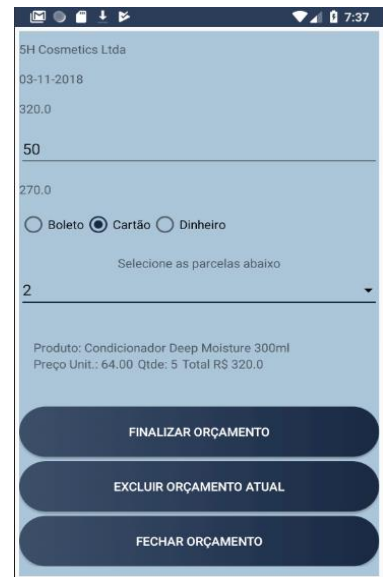 7:37
5H Cosmetics Ltda
03-11-2018
320.0
50
270.0
Boleto Cartão Dinheiro
Selecione as parcelas abaixo
2
Produto: Condicionador Deep Moisture 300ml
Preço Unit.: 64.00 Qtde: 5 Total R$ 320.0
FINALIZAR ORÇAMENTO
EXCLUIR ORÇAMENTO ATUAL
FECHAR ORÇAMENTO